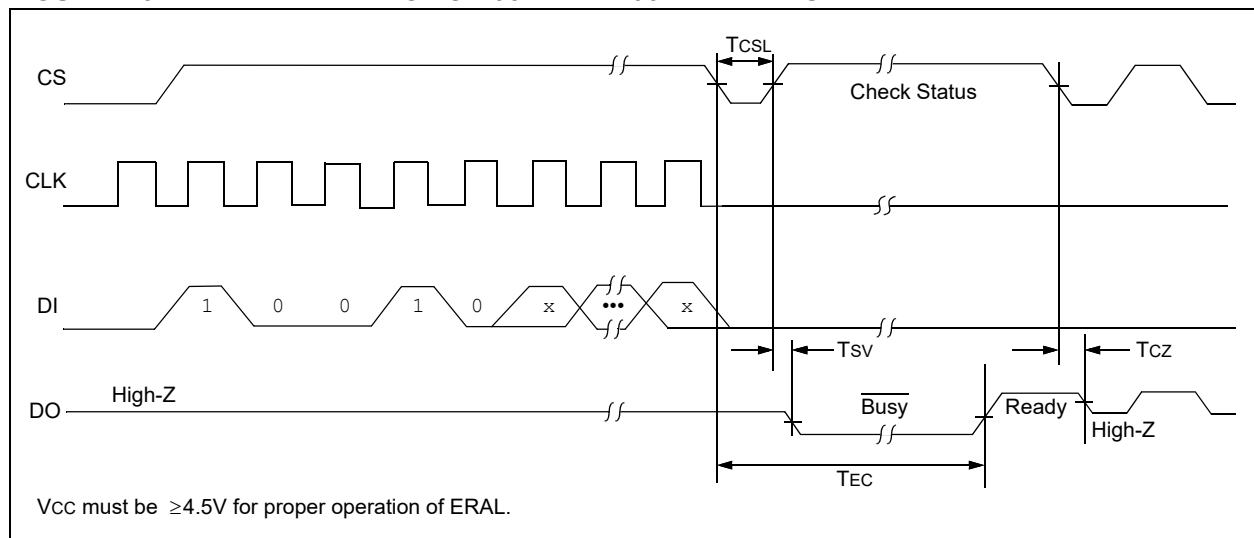 TCSL
CS
Check Status
CLK
DI
1 0 0 1 0 x ••• x
TSV
TCZ
High-Z
DO
Busy
Ready
High-Z
TEC
VCC must be ≥4.5V for proper operation of ERAL.